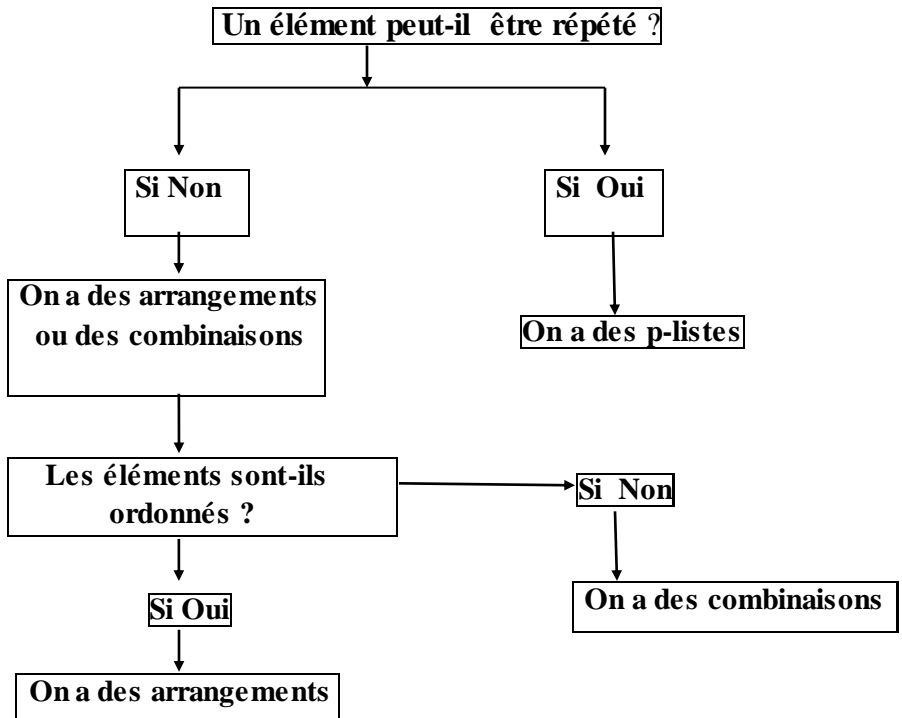 Un élément peut-il être répété ?
Si Non
Si Oui
On a des arrangements
ou des combinaisons
On a des p-listes
Les éléments sont-ils
ordonnés ?
Si Non
Si Oui
On a des combinaisons
On a des arrangements